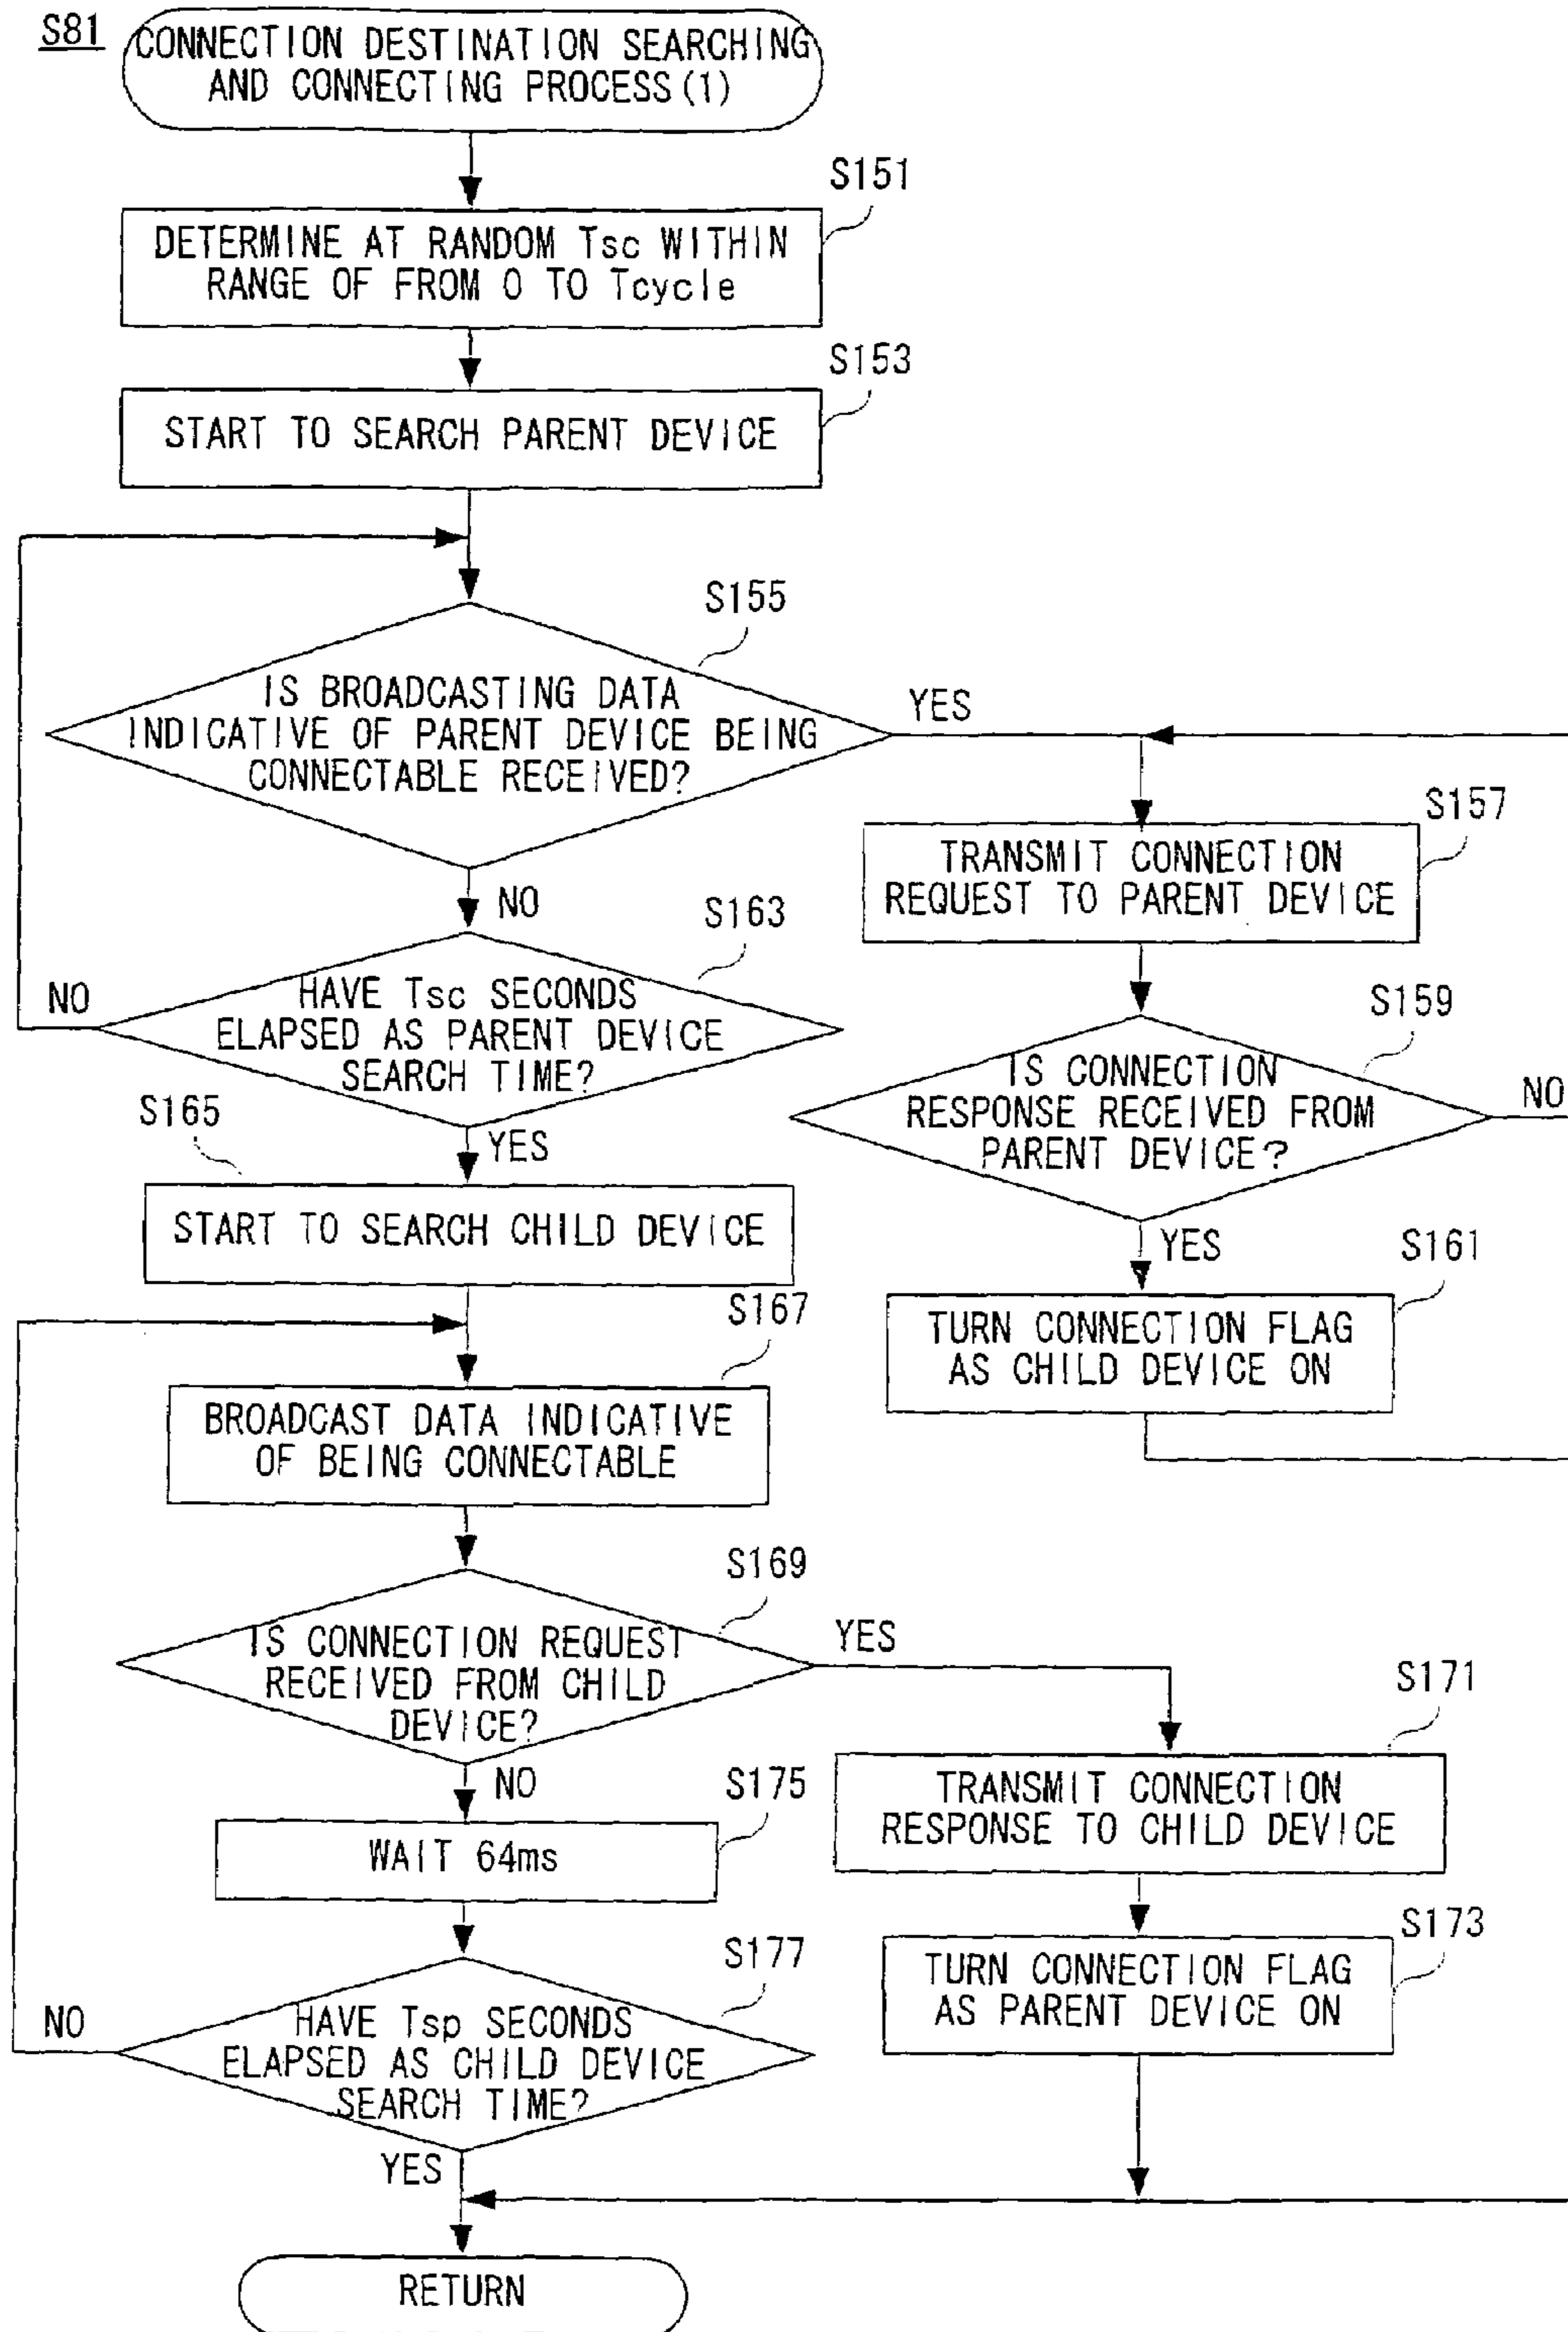 S81
CONNECTION DESTINATION SEARCHING
AND CONNECTING PROCESS(1)
S151
DETERMINE AT RANDOM Tsc WITHIN
RANGE OF FROM 0 TO Tcycle
S153
START TO SEARCH PARENT DEVICE
S155
IS BROADCASTING DATA
INDICATIVE OF PARENT DEVICE BEING
CONNECTABLE RECEIVED?
YES
S157
TRANSMIT CONNECTION
REQUEST TO PARENT DEVICE
NO
S163
HAVE Tsc SECONDS
ELAPSED AS PARENT DEVICE
SEARCH TIME?
NO
S159
IS CONNECTION
RESPONSE RECEIVED FROM
PARENT DEVICE?
NO
YES
S165
START TO SEARCH CHILD DEVICE
YES
S161
TURN CONNECTION FLAG
AS CHILD DEVICE ON
S167
BROADCAST DATA INDICATIVE
OF BEING CONNECTABLE
S169
IS CONNECTION REQUEST
RECEIVED FROM CHILD
DEVICE?
YES
S171
TRANSMIT CONNECTION
RESPONSE TO CHILD DEVICE
NO
S175
WAIT 64ms
S173
TURN CONNECTION FLAG
AS PARENT DEVICE ON
S177
HAVE Tsp SECONDS
ELAPSED AS CHILD DEVICE
SEARCH TIME?
NO
YES
RETURN